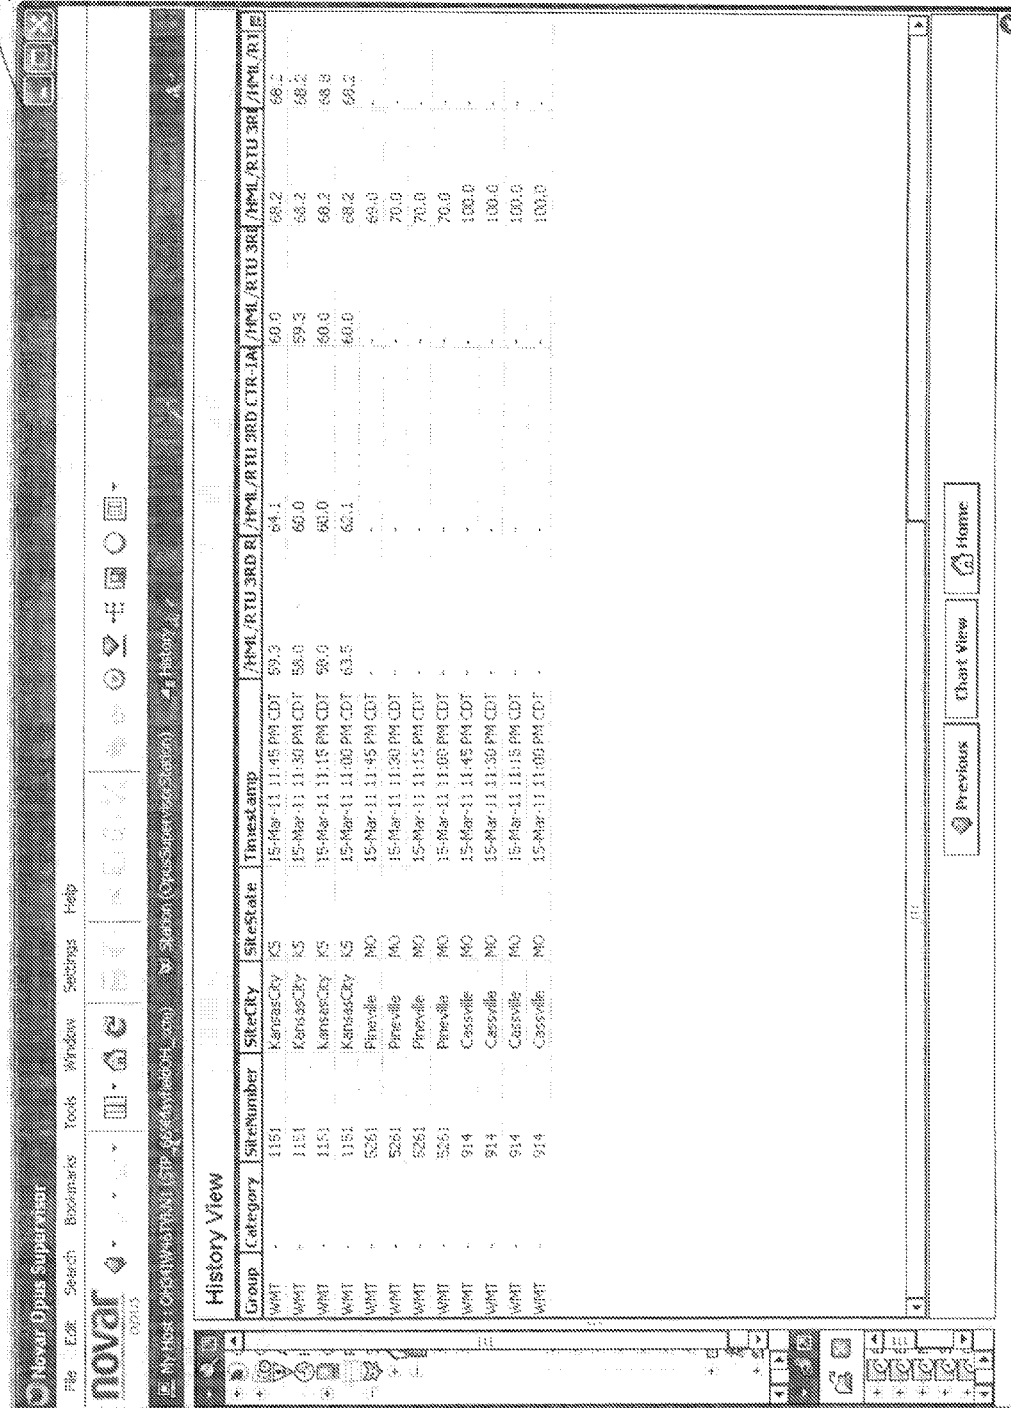 Novar Opus Supervisor
File Edit Search Bookmarks Tools Window Settings Help
novar
opus
My Host
History View
Group Category SiteNumber SiteCity SiteState Timestamp /HML/RTU 3RD R /HML/RTU 3RD CTR-1A /HML/RTU 3RI /HML/RTU 3RI /HML/RT
WMT - 1151 KansasCity KS 15-Mar-11 11:45 PM CDT 59.3 64.1 60.0 68.2 68.2
WMT - 1151 KansasCity KS 15-Mar-11 11:30 PM CDT 58.0 60.0 59.3 68.2 68.2
WMT - 1151 KansasCity KS 15-Mar-11 11:15 PM CDT 58.0 60.0 60.0 68.2 68.8
WMT - 1151 KansasCity KS 15-Mar-11 11:00 PM CDT 63.5 62.1 60.0 68.2 68.2
WMT - 5261 Pineville MO 15-Mar-11 11:45 PM CDT - - - 69.0 -
WMT - 5261 Pineville MO 15-Mar-11 11:30 PM CDT - - - 70.0 -
WMT - 5261 Pineville MO 15-Mar-11 11:15 PM CDT - - - 70.0 -
WMT - 5261 Pineville MO 15-Mar-11 11:00 PM CDT - - - 70.0 -
WMT - 914 Cassville MO 15-Mar-11 11:45 PM CDT - - - 100.0 -
WMT - 914 Cassville MO 15-Mar-11 11:30 PM CDT - - - 100.0 -
WMT - 914 Cassville MO 15-Mar-11 11:15 PM CDT - - - 100.0 -
WMT - 914 Cassville MO 15-Mar-11 11:00 PM CDT - - - 100.0 -
Previous Chart View Home